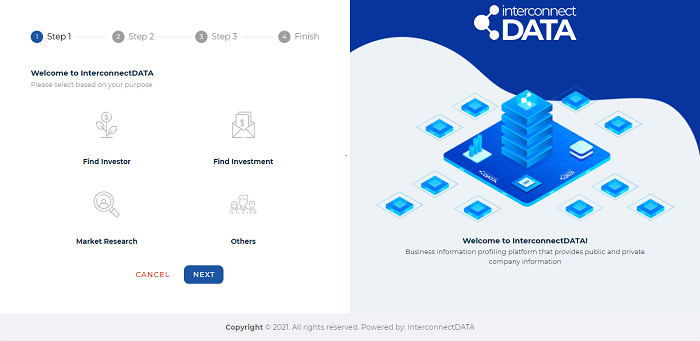 1 Step 1 2 Step 2 3 Step 3 4 Finish
Welcome to InterconnectDATA
Please select based on your purpose
Find Investor Find Investment
Market Research Others
CANCEL NEXT
interconnect
DATA
DATA DATA
Welcome to InterconnectDATA!
Business information profiling platform that provides public and private
company information
Copyright © 2021. All rights reserved. Powered by: InterconnectDATA